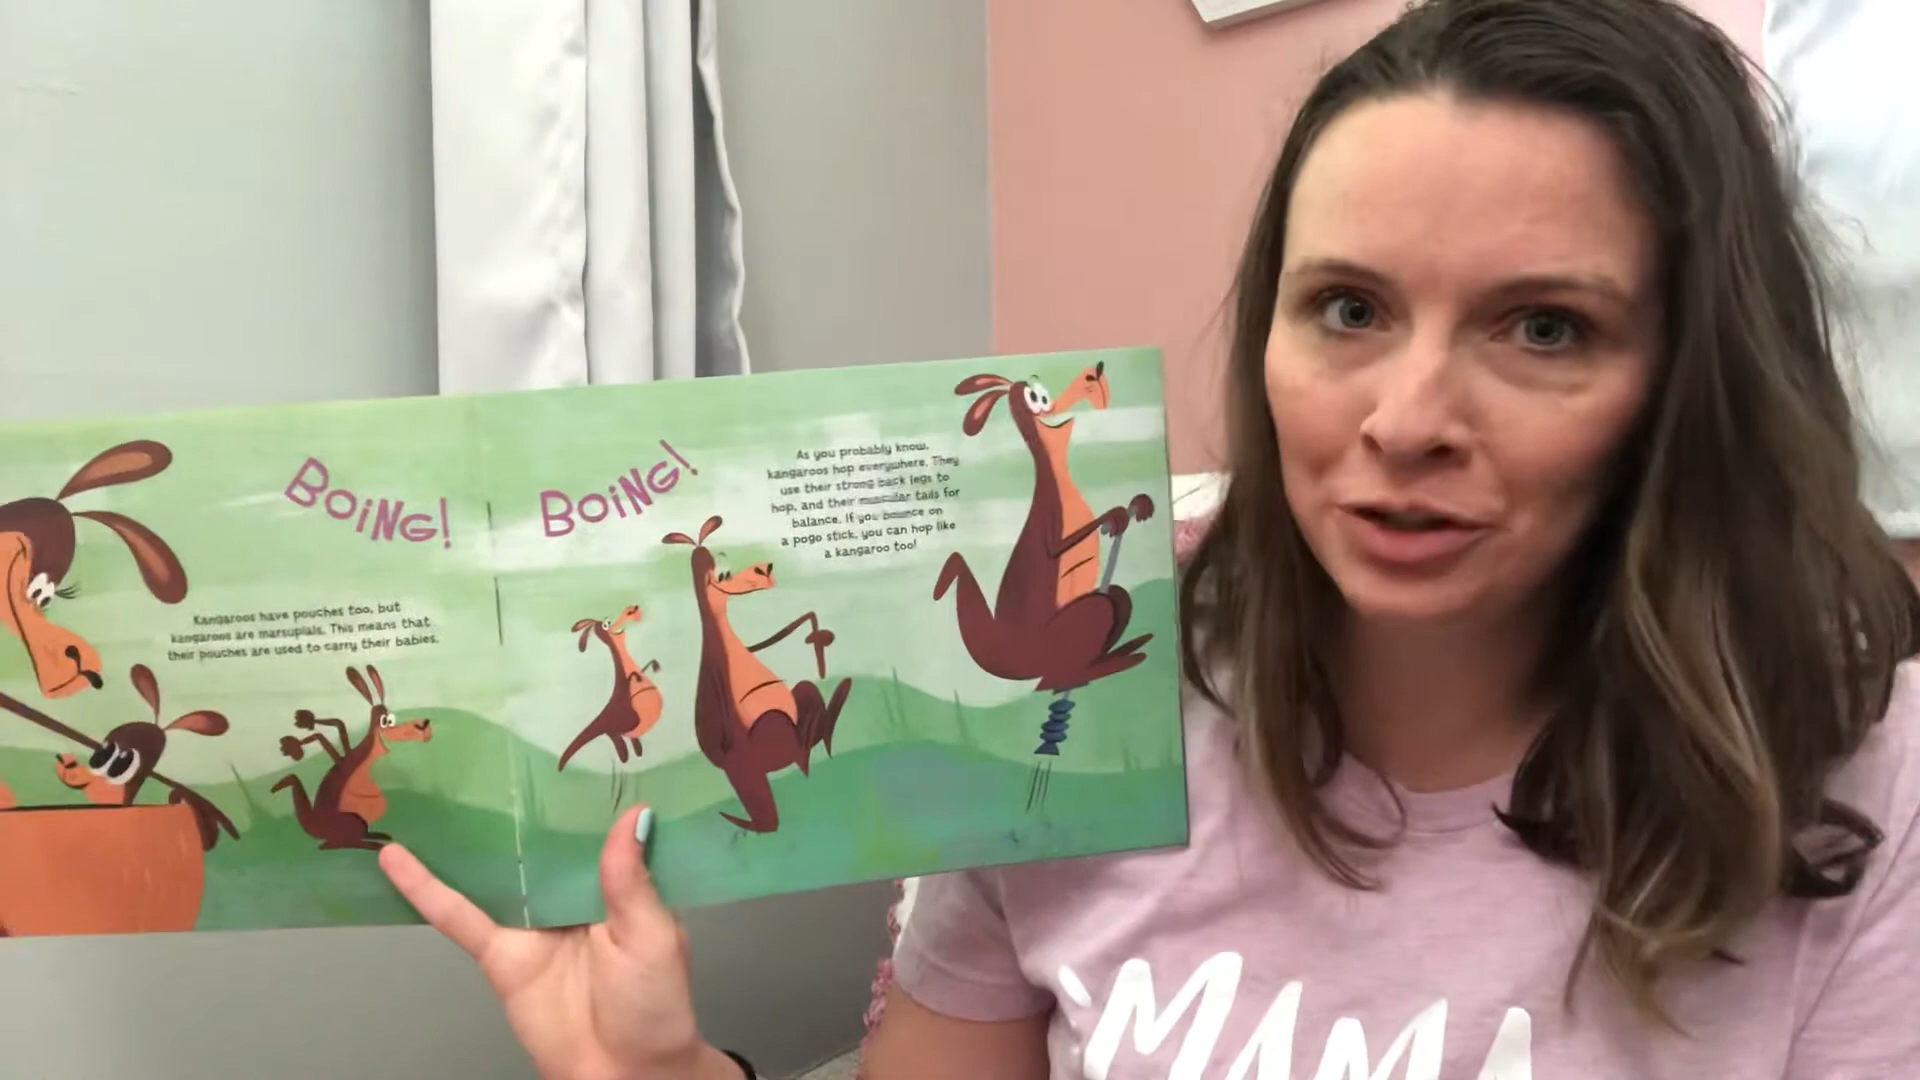 BOING!
Kangaroos have pouches too, but
kangaroos are marsupials. This means that
their pouches are used to carry their babies.
BOING!
As you probably know,
kangaroos hop everywhere. They
use their strong back legs to
hop, and their muscular tails for
balance. If you bounce on
a pogo stick, you can hop like
a kangaroo too!
MAMA